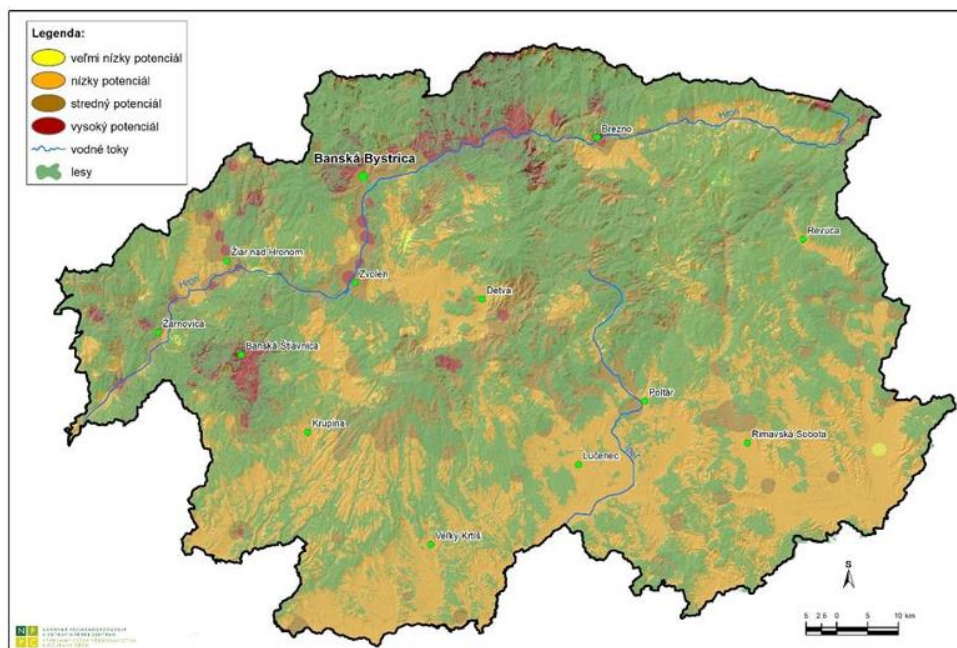 Legenda:
veľmi nízky potenciál
nízky potenciál
stredný potenciál
vysoký potenciál
vodné toky
lesy
Hron
Brezno
Banská Bystrica
Revúca
Žiar nad Hronom
Hron
Zvolen
Detva
Žarnovica
Banská Štiavnica
Poltár
Krupina
Rimavská Sobota
Lučenec
Veľký Krtíš
S
5 2.5 0 5 10 km
N P
P C